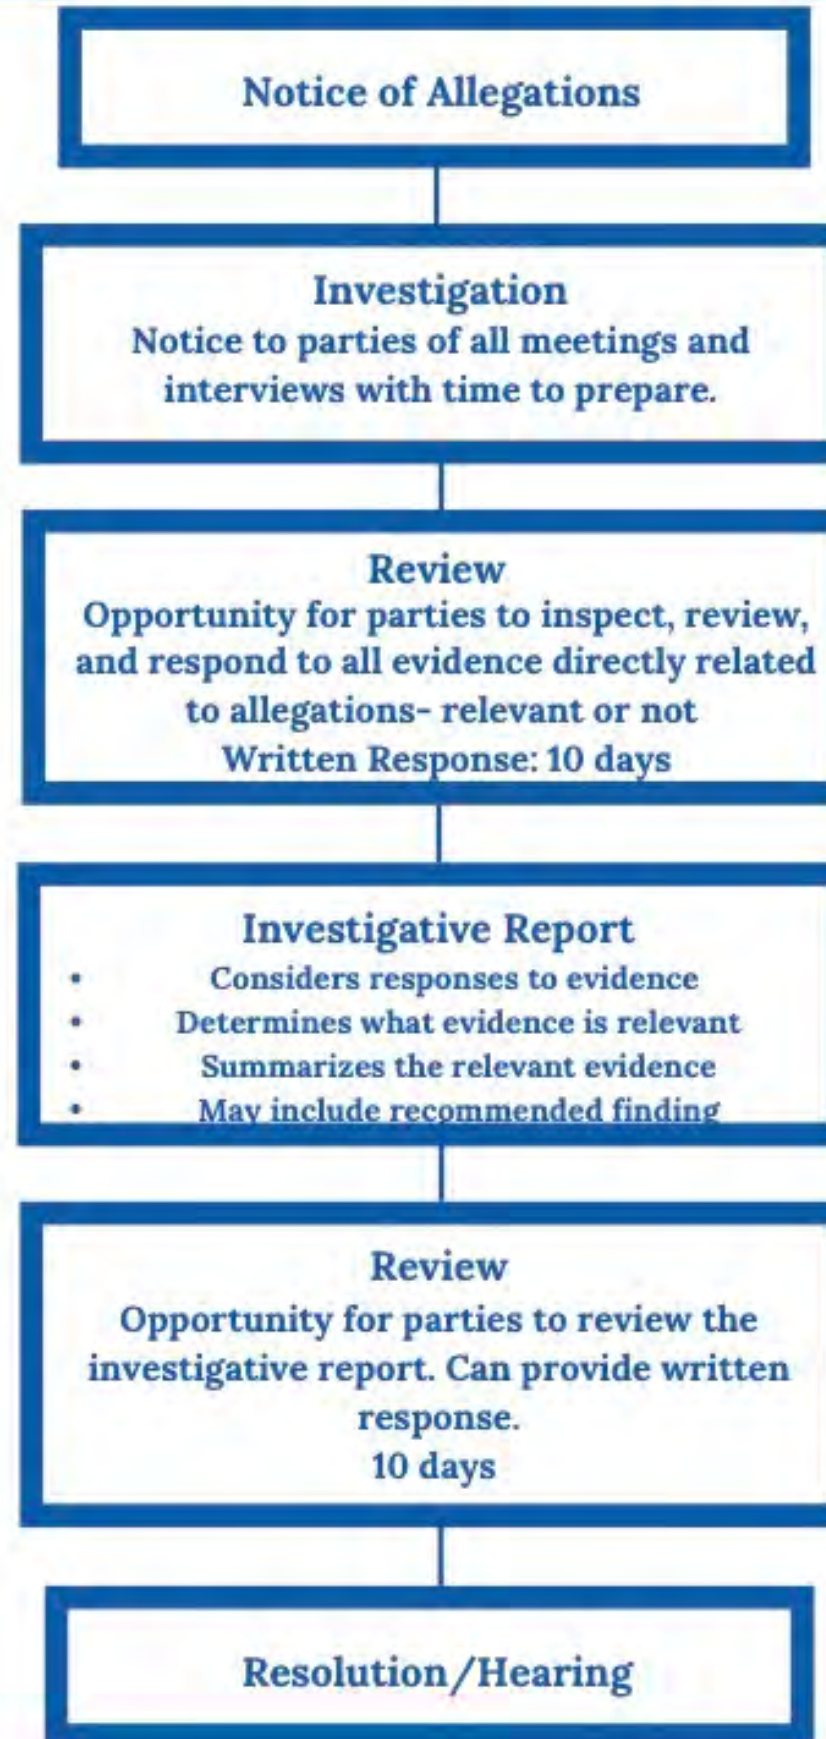 Notice of Allegations
Investigation
Notice to parties of all meetings and
interviews with time to prepare.
Review
Opportunity for parties to inspect, review,
and respond to all evidence directly related
to allegations- relevant or not
Written Response: 10 days
Investigative Report
• Considers responses to evidence
• Determines what evidence is relevant
• Summarizes the relevant evidence
• May include recommended finding
Review
Opportunity for parties to review the
investigative report. Can provide written
response.
10 days
Resolution/Hearing